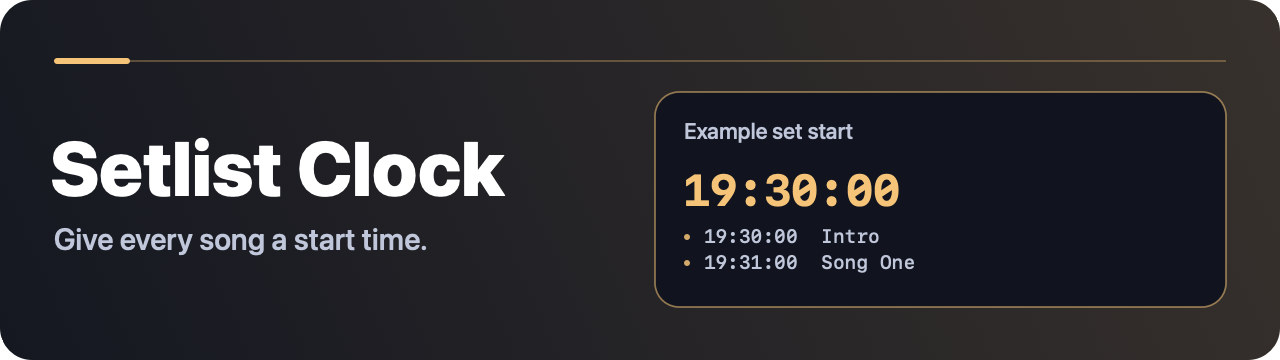 Setlist Clock
Give every song a start time.
Example set start
19:30:00
• 19:30:00  Intro
• 19:31:00  Song One